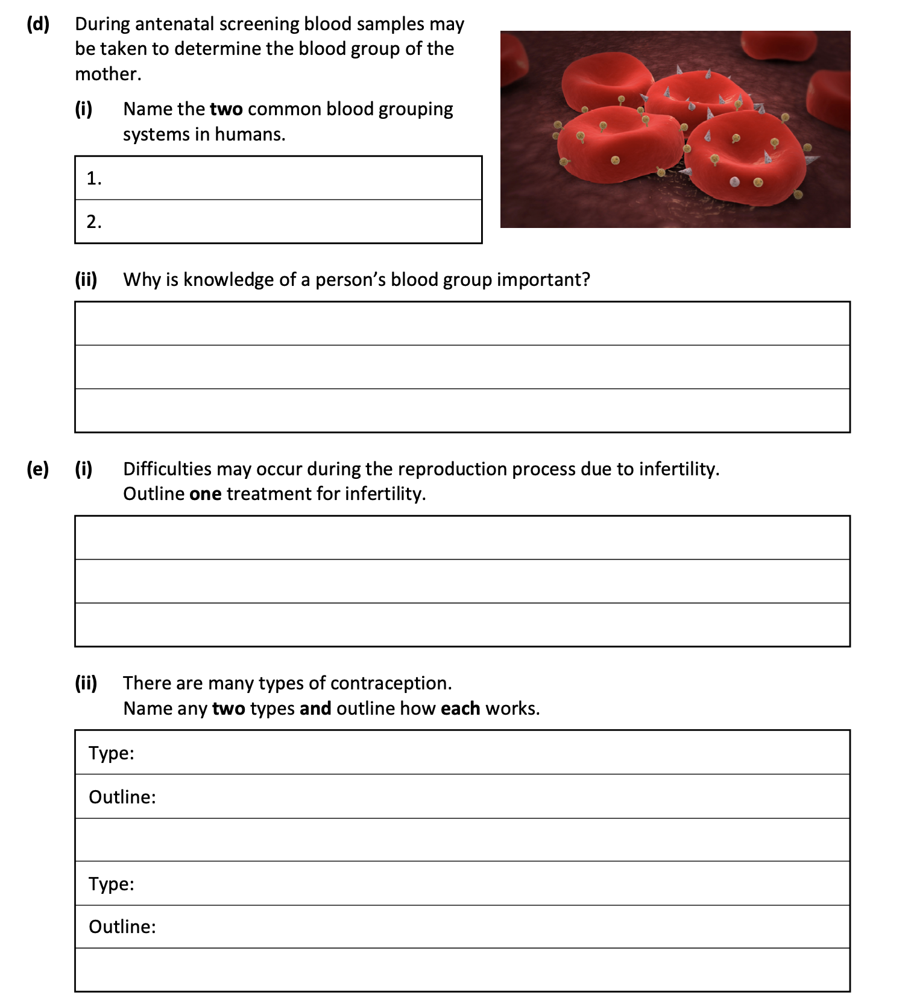 (d) During antenatal screening blood samples may
be taken to determine the blood group of the
mother.
(i) Name the two common blood grouping
systems in humans.
1.
2.
(ii) Why is knowledge of a person’s blood group important?
(e) (i) Difficulties may occur during the reproduction process due to infertility.
Outline one treatment for infertility.
(ii) There are many types of contraception.
Name any two types and outline how each works.
Type:
Outline:
Type:
Outline: